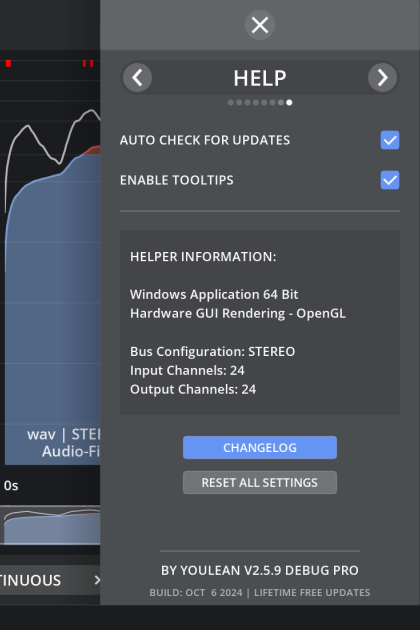 HELP
AUTO CHECK FOR UPDATES
ENABLE TOOLTIPS
HELPER INFORMATION:
Windows Application 64 Bit
Hardware GUI Rendering - OpenGL
Bus Configuration: STEREO
Input Channels: 24
Output Channels: 24
CHANGELOG
RESET ALL SETTINGS
BY YOULEAN V2.5.9 DEBUG PRO
BUILD: OCT 6 2024 | LIFETIME FREE UPDATES
wav | STE
Audio-Fi
0s
TINUOUS